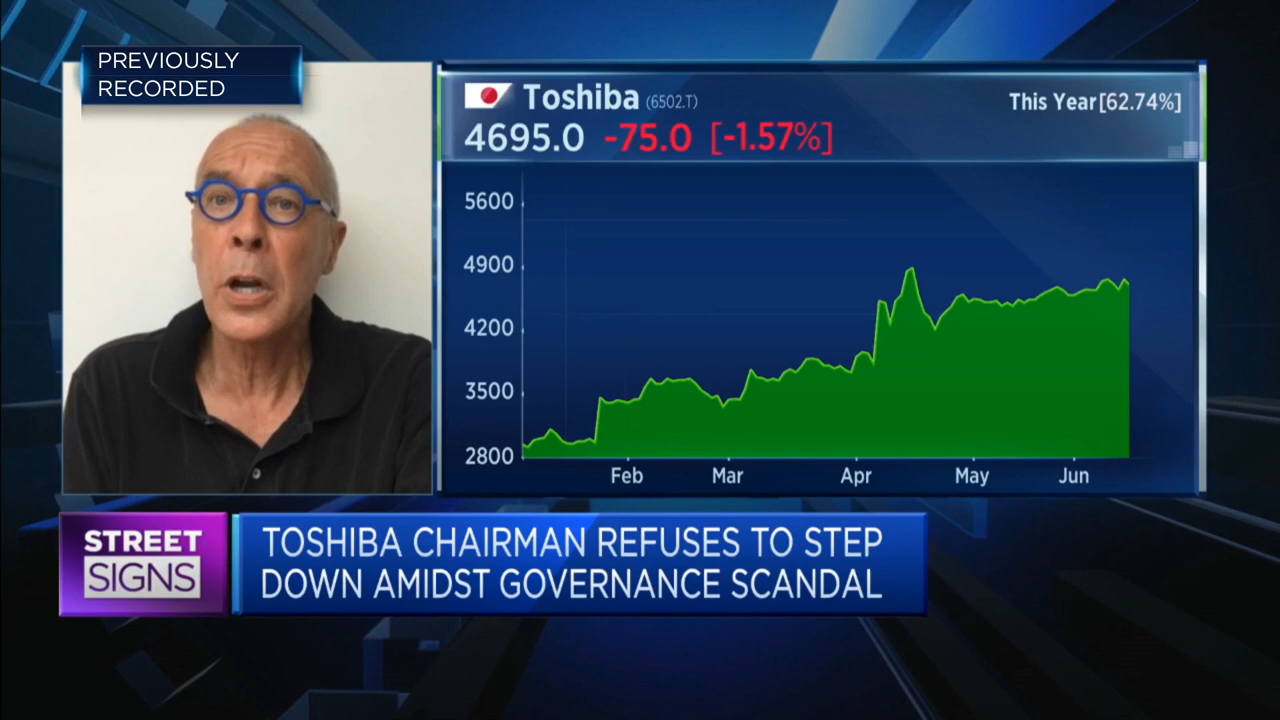 PREVIOUSLY
RECORDED
Toshiba (6502.T)
This Year[62.74%]
4695.0 -75.0 [-1.57%]
5600
4900
4200
3500
2800
Feb Mar Apr May Jun
STREET
SIGNS
TOSHIBA CHAIRMAN REFUSES TO STEP
DOWN AMIDST GOVERNANCE SCANDAL